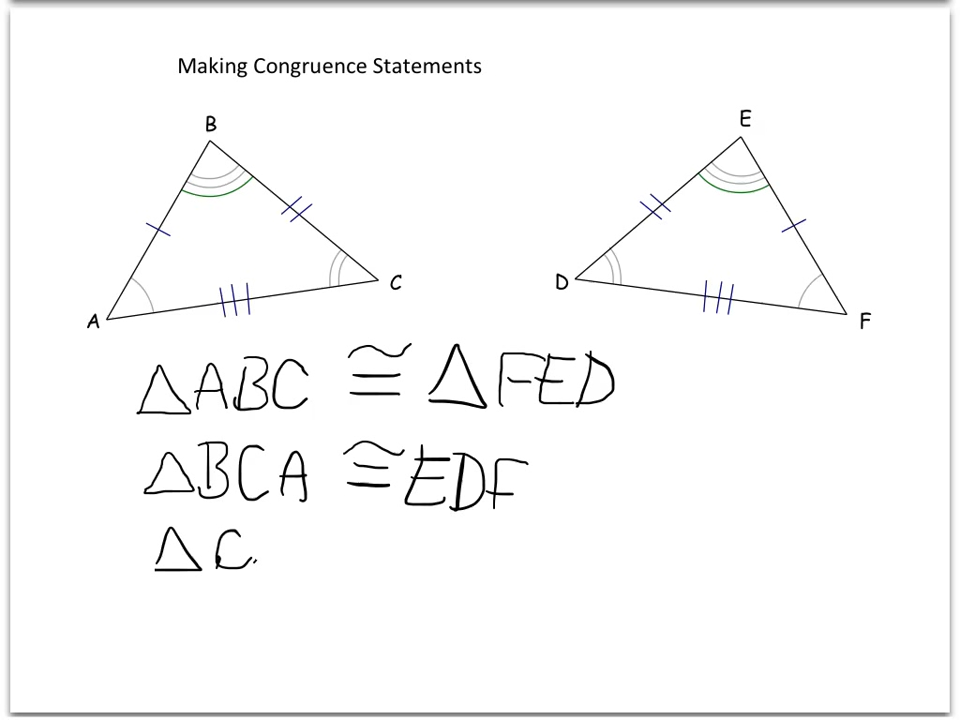 Making Congruence Statements
B
E
C
D
A
F
△ABC ≅ △FED
△BCA ≅ EDF
△C.